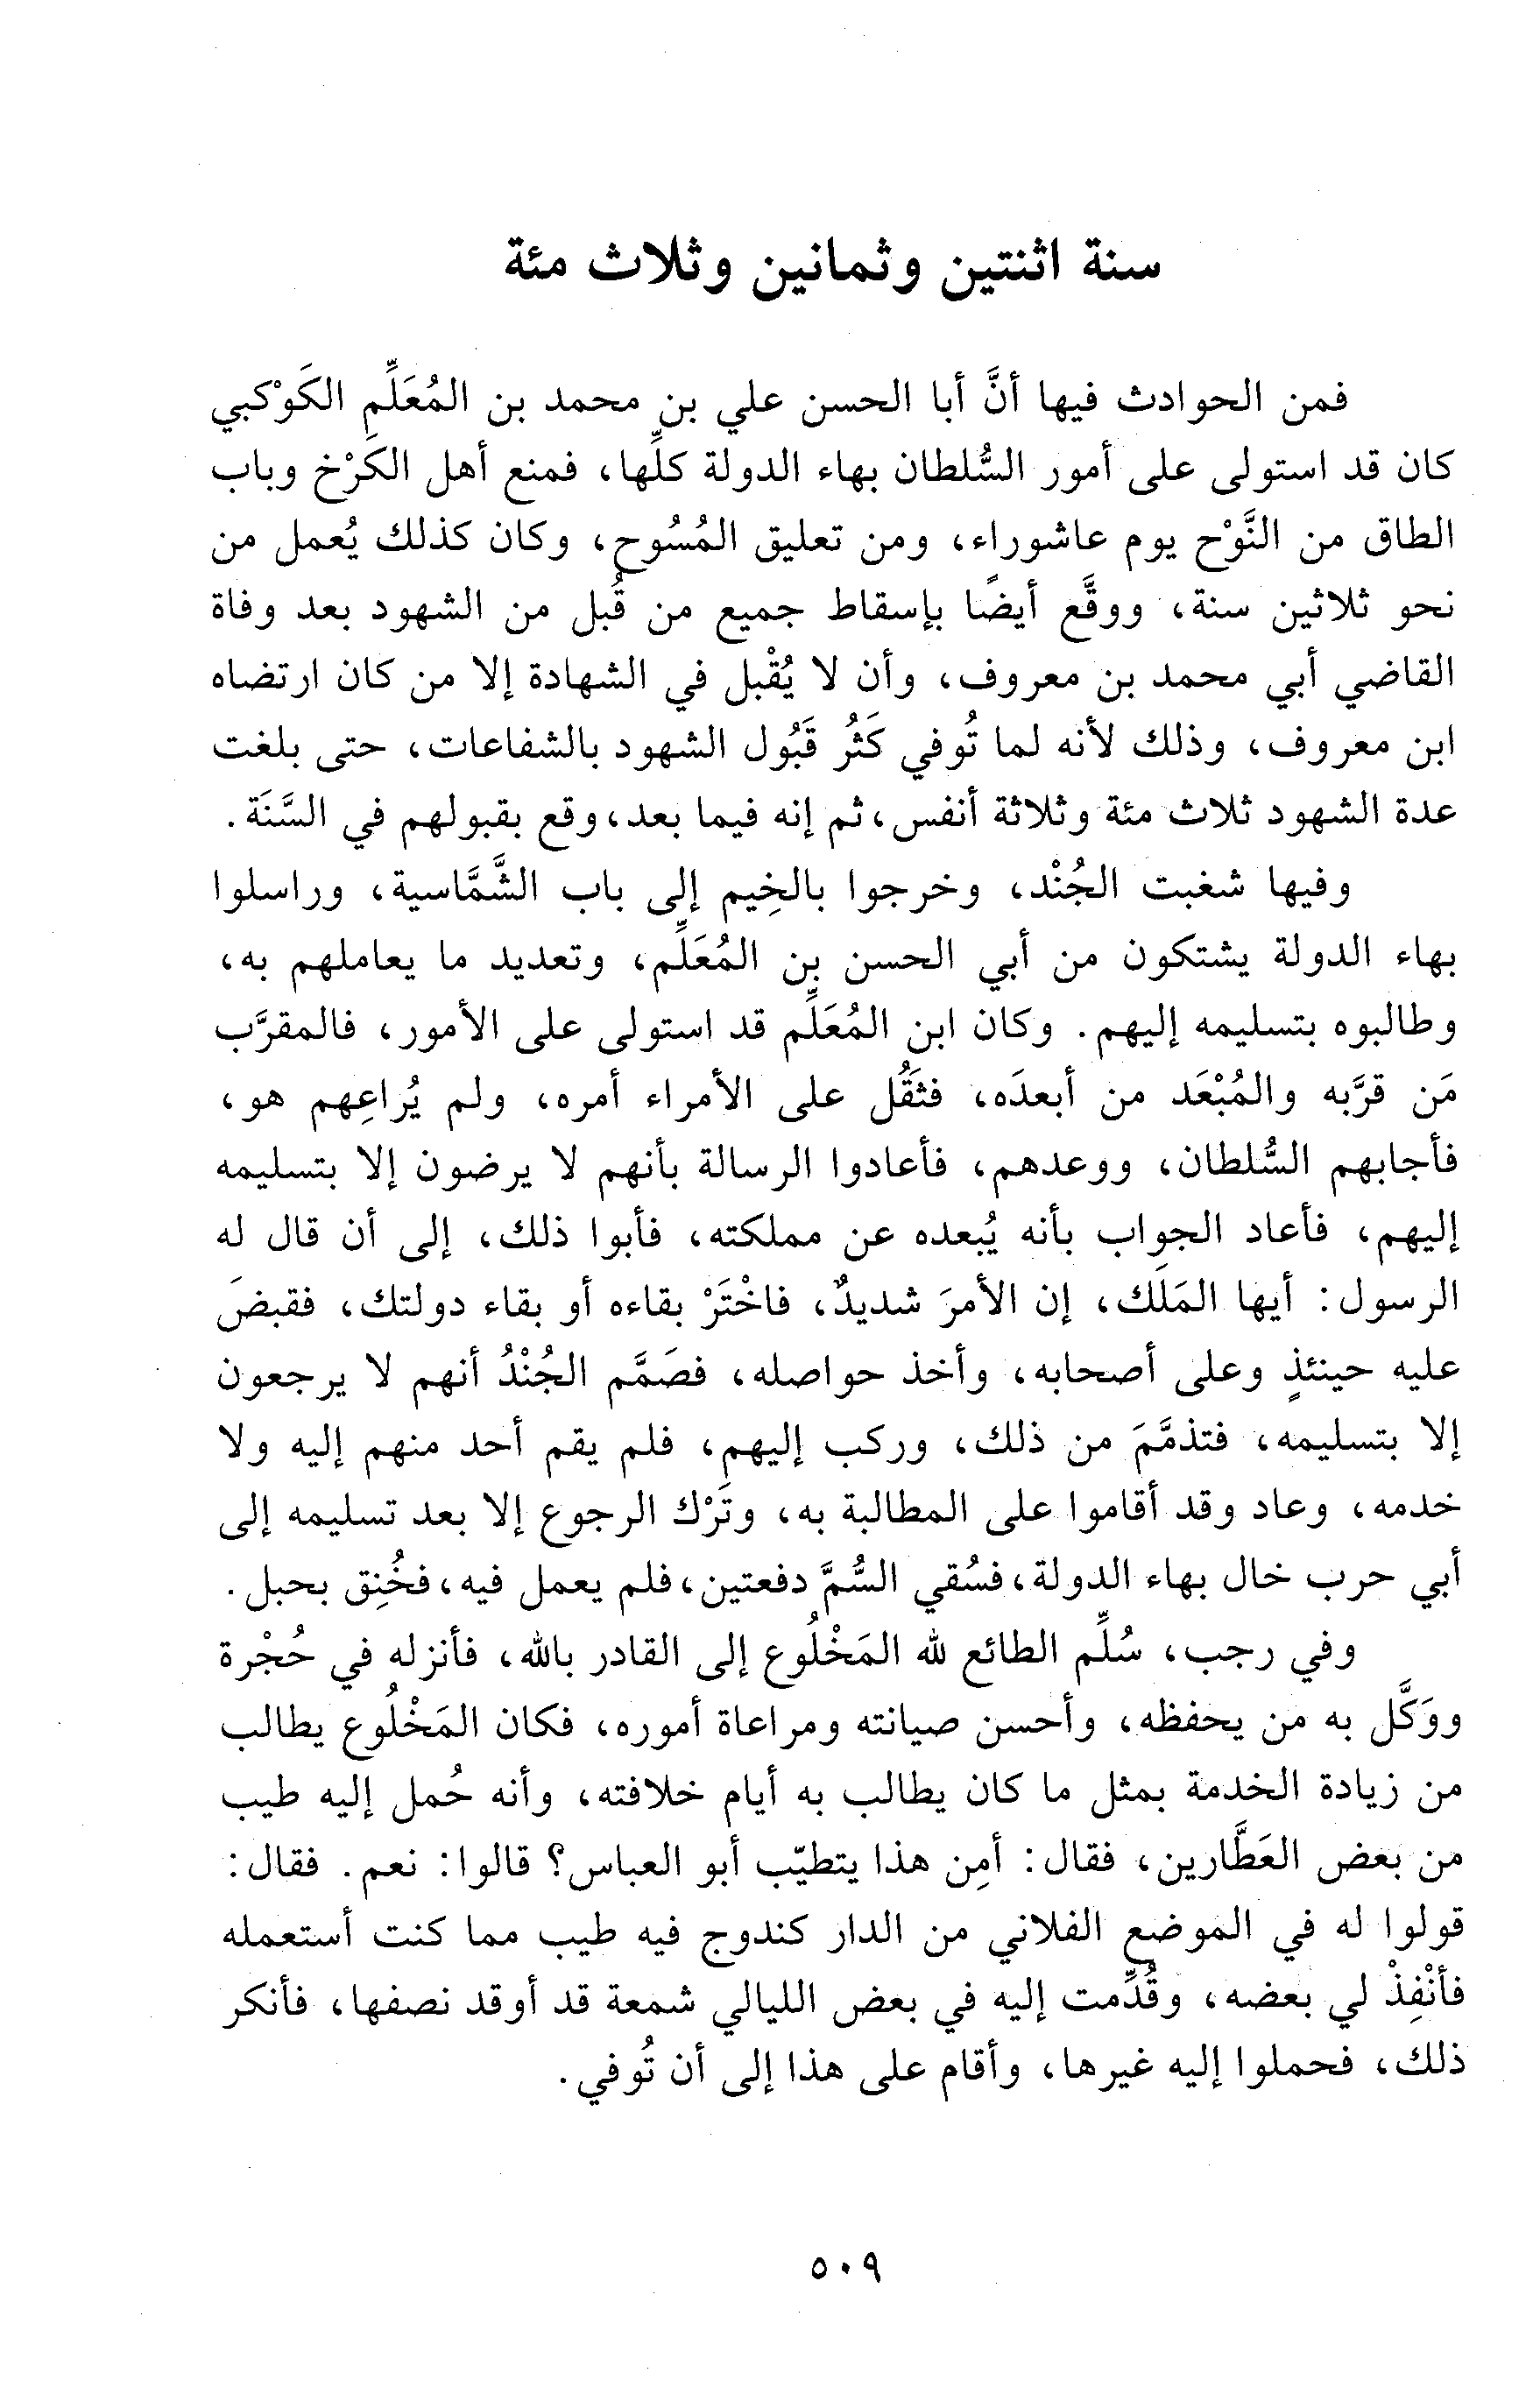 سنة اثنتين وثمانين وثلاث مئة
فمن الحوادث فيها أنَّ أبا الحسن علي بن محمد بن المُعَلِّم الكَوْكبي
كان قد استولى على أمور السُّلطان بهاء الدولة كلِّها، فمنع أهل الكَرْخ وباب
الطاق من النَّوْح يوم عاشوراء، ومن تعليق المُسُوح، وكان كذلك يُعمل من
نحو ثلاثين سنة، ووقَّع أيضًا بإسقاط جميع من قُبل من الشهود بعد وفاة
القاضي أبي محمد بن معروف، وأن لا يُقْبل في الشهادة إلا من كان ارتضاه
ابن معروف، وذلك لأنه لما تُوفي كَثُر قَبُول الشهود بالشفاعات، حتى بلغت
عدة الشهود ثلاث مئة وثلاثة أنفس، ثم إنه فيما بعد، وقع بقبولهم في السَّنَة.
وفيها شغبت الجُنْد، وخرجوا بالخِيم إلى باب الشَّمَّاسية، وراسلوا
بهاء الدولة يشتكون من أبي الحسن بن المُعَلِّم، وتعديد ما يعاملهم به،
وطالبوه بتسليمه إليهم. وكان ابن المُعَلِّم قد استولى على الأمور، فالمقرَّب
مَن قرَّبه والمُبْعَد من أبعدَه، فثَقُل على الأمراء أمره، ولم يُراعِهم هو،
فأجابهم السُّلطان، ووعدهم، فأعادوا الرسالة بأنهم لا يرضون إلا بتسليمه
إليهم، فأعاد الجواب بأنه يُبعده عن مملكته، فأبوا ذلك، إلى أن قال له
الرسول: أيها المَلِك، إن الأمرَ شديدٌ، فاخْتَرْ بقاءه أو بقاء دولتك، فقبضَ
عليه حينئذٍ وعلى أصحابه، وأخذ حواصله، فصَمَّم الجُنْدُ أنهم لا يرجعون
إلا بتسليمه، فتذمَّمَ من ذلك، وركب إليهم، فلم يقم أحد منهم إليه ولا
خدمه، وعاد وقد أقاموا على المطالبة به، وتَرْك الرجوع إلا بعد تسليمه إلى
أبي حرب خال بهاء الدولة، فسُقي السُّمَّ دفعتين، فلم يعمل فيه، فخُنِق بحبل.
وفي رجب، سُلِّم الطائع لله المَخْلُوع إلى القادر بالله، فأنزله في حُجْرة
ووَكَّل به من يحفظه، وأحسن صيانته ومراعاة أموره، فكان المَخْلُوع يطالب
من زيادة الخدمة بمثل ما كان يطالب به أيام خلافته، وأنه حُمل إليه طيب
من بعض العَطَّارين، فقال: أمِن هذا يتطيّب أبو العباس؟ قالوا: نعم. فقال:
قولوا له في الموضع الفلاني من الدار كندوج فيه طيب مما كنت أستعمله
فأنْفِذْ لي بعضه، وقُدِّمت إليه في بعض الليالي شمعة قد أوقد نصفها، فأنكر
ذلك، فحملوا إليه غيرها، وأقام على هذا إلى أن تُوفي.
٥٠٩